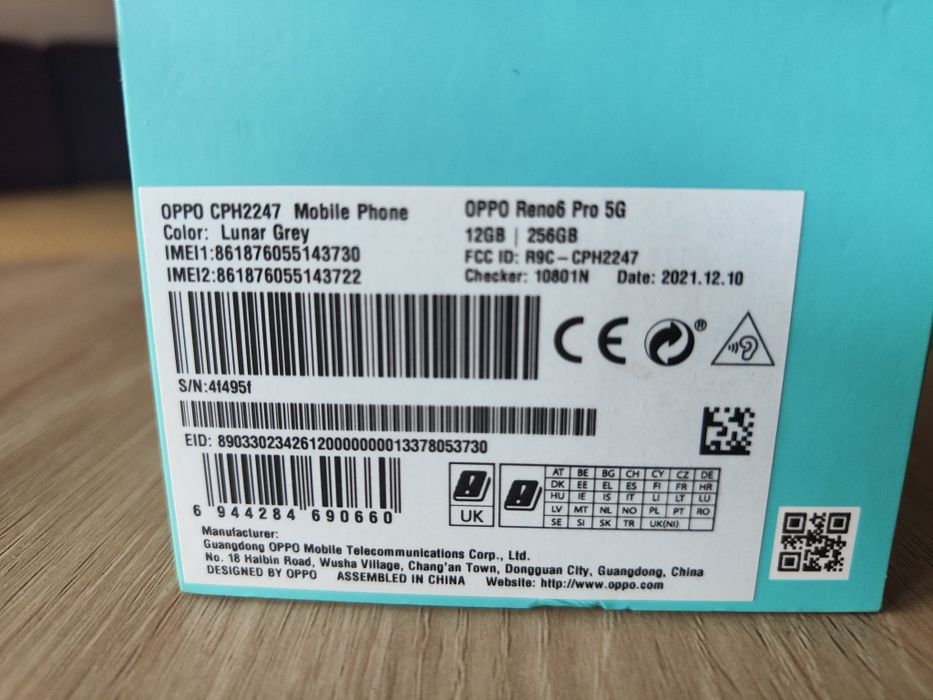 OPPO CPH2247 Mobile Phone
Color: Lunar Grey
IMEI1:861876055143730
IMEI2:861876055143722
OPPO Reno6 Pro 5G
12GB | 256GB
FCC ID: R9C-CPH2247
Checker: 10801N Date: 2021.12.10
CE
®
S/N:4f495f
EID: 89033023426120000000013378053730
6 944284 690660
UK
AT BE BG CH CY CZ DE
DK EE EL ES FI FR HR
HU IE IS IT LI LT LU
LV MT NL NO PL PT RO
SE SI SK TR UK(NI)
Manufacturer:
Guangdong OPPO Mobile Telecommunications Corp., Ltd.
No. 18 Haibin Road, Wusha Village, Chang'an Town, Dongguan City, Guangdong, China
DESIGNED BY OPPO ASSEMBLED IN CHINA Website: http://www.oppo.com